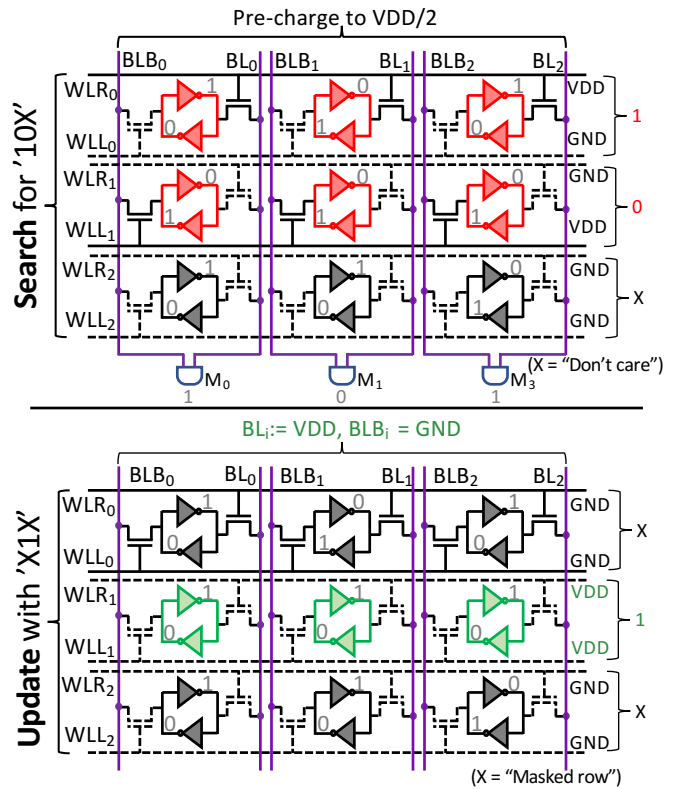 Pre-charge to VDD/2
BLB0 BL0 BLB1 BL1 BLB2 BL2
Search for '10X'
WLR0 1 0 1 VDD
1
WLL0 0 1 0 GND
WLR1 0 0 0 GND
0
WLL1 1 1 1 VDD
WLR2 1 1 0 GND
X
WLL2 0 0 1 GND
M0 M1 M3
(X = "Don't care")
1 0 1
BLi:= VDD, BLBi = GND
BLB0 BL0 BLB1 BL1 BLB2 BL2
Update with 'X1X'
WLR0 1 0 1 GND
X
WLL0 0 1 0 GND
WLR1 1 1 1 VDD
1
WLL1 0 0 0 VDD
WLR2 1 1 0 GND
X
WLL2 0 0 1 GND
(X = "Masked row")